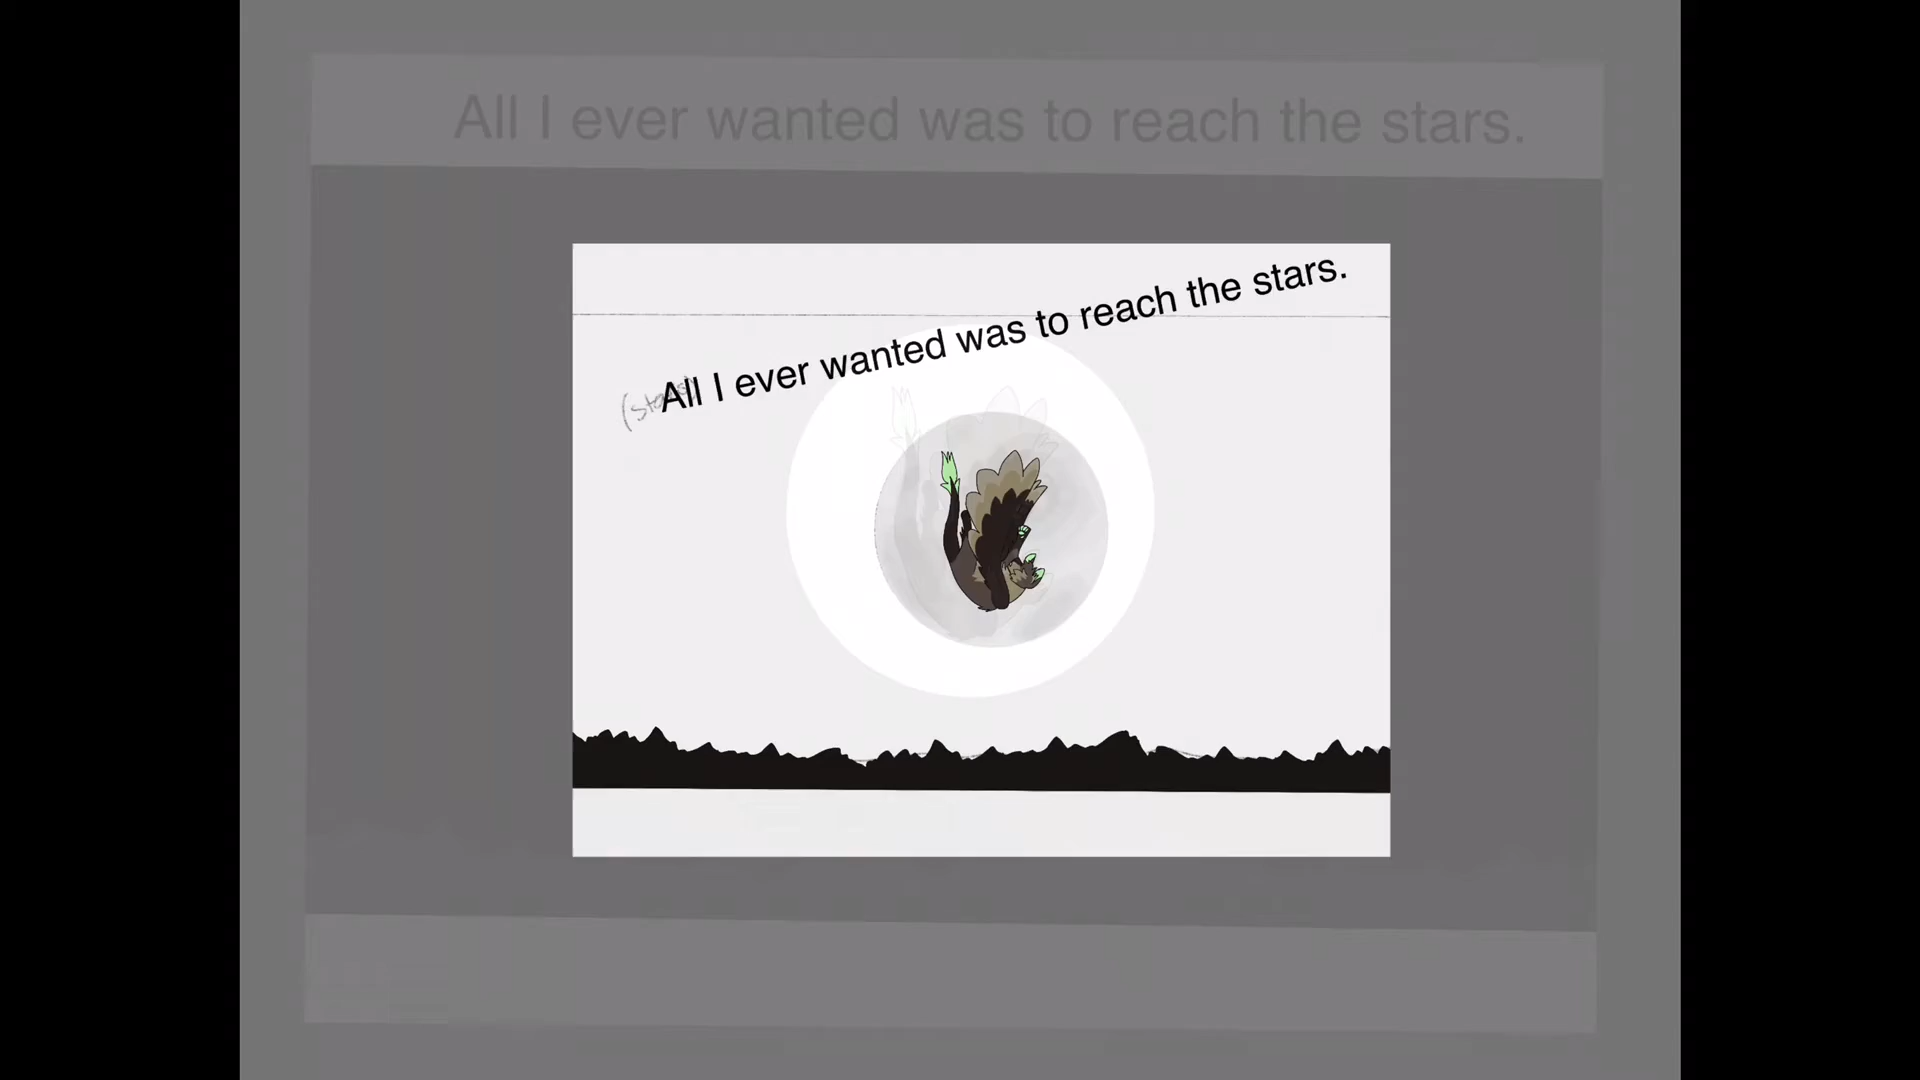 All I ever wanted was to reach the stars.
All I ever wanted was to reach the stars.